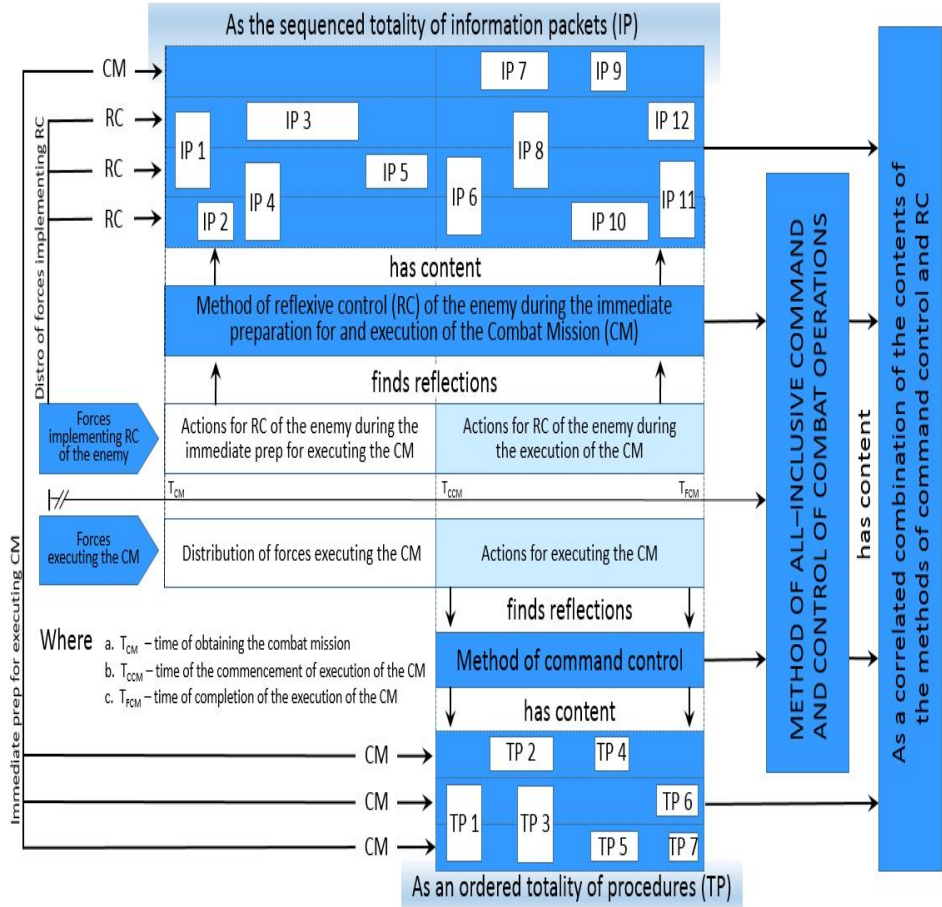 As the sequenced totality of information packets (IP)
CM
IP 7
IP 9
RC
IP 3
IP 12
IP 1
IP 8
RC
IP 5
IP 4
IP 6
IP 11
RC
IP 2
IP 10
Distro of forces implementing RC
has content
Method of reflexive control (RC) of the enemy during the immediate
preparation for and execution of the Combat Mission (CM)
finds reflections
Forces
implementing RC
of the enemy
Actions for RC of the enemy during the
immediate prep for executing the CM
Actions for RC of the enemy during
the execution of the CM
TCM
TCCM
TFCM
Forces
executing the CM
Distribution of forces executing the CM
Actions for executing the CM
finds reflections
Where
a. TCM – time of obtaining the combat mission
b. TCCM – time of the commencement of execution of the CM
c. TFCM – time of completion of the execution of the CM
Method of command control
has content
Immediate prep for executing CM
CM
TP 2
TP 4
CM
TP 1
TP 3
TP 6
CM
TP 5
TP 7
As an ordered totality of procedures (TP)
METHOD OF ALL–INCLUSIVE COMMAND
AND CONTROL OF COMBAT OPERATIONS
has content
As a correlated combination of the contents of
the methods of command control and RC